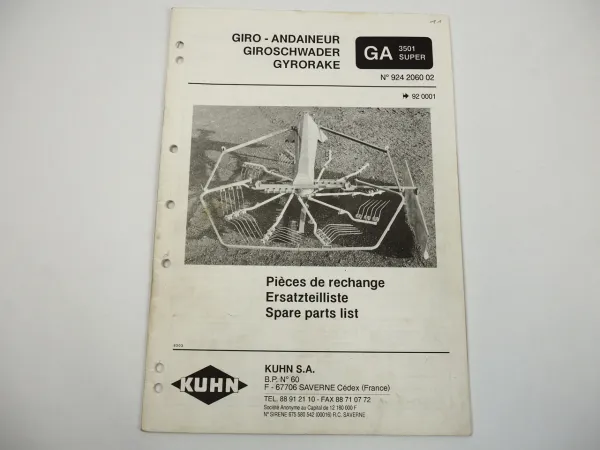 GIRO - ANDAINEUR
GIROSCHWADER
GYRORAKE
GA 3501 SUPER
N° 924 2060 02
92 0001
Pièces de rechange
Ersatzteilliste
Spare parts list
KUHN
KUHN S.A.
B.P. N° 60
F - 67706 SAVERNE Cédex (France)
TEL. 88 91 21 10 - FAX 88 71 07 72
Société Anonyme au Capital de 12 180 000 F
N° SIRENE 675 580 542 (00016) R.C. SAVERNE